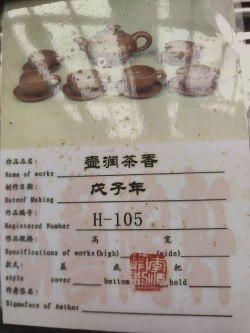 作品品名: 壶润茶香
Name of works
制作日期: 戊子年
Dateof Making
作品编号:
Registered Number H-105
作品规格: 高 宽
Specifications of works(high) (wide)
款式: 盖 底 把
style cover bottom hold
作者签名:
Signafure of Author